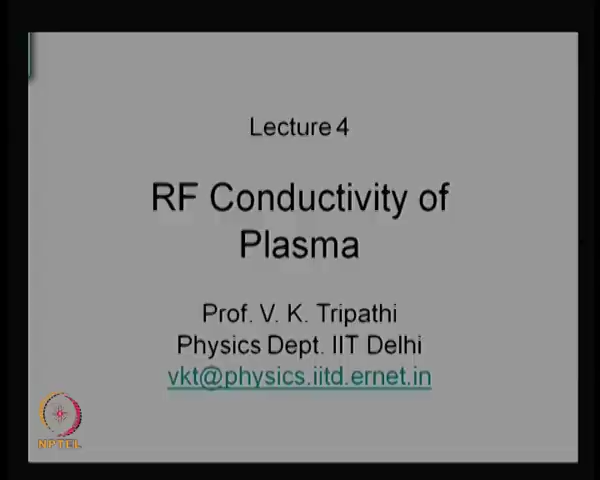 Lecture 4
RF Conductivity of
Plasma
Prof. V. K. Tripathi
Physics Dept. IIT Delhi
vkt@physics.iitd.ernet.in
NPTEL